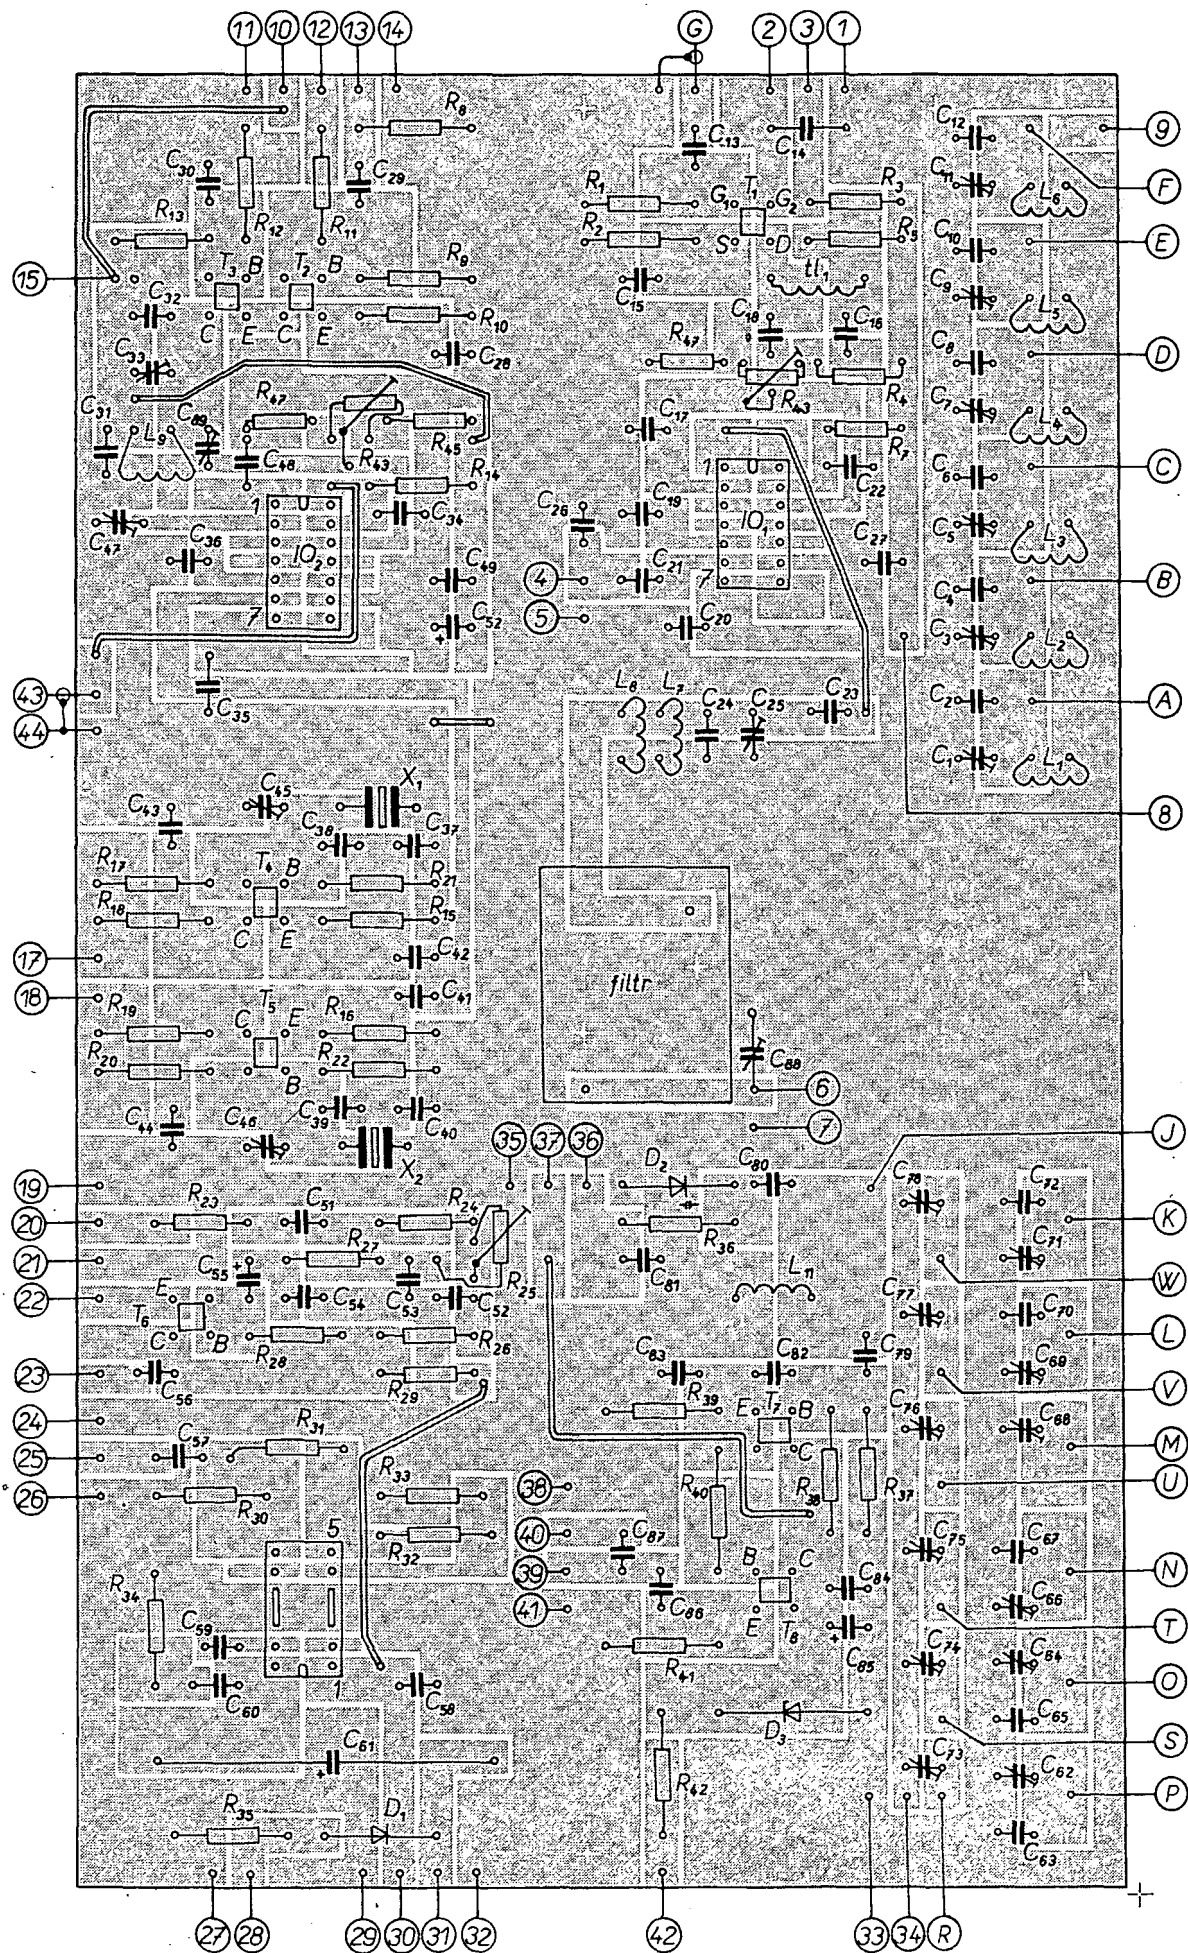 11 10 12 13 14 G 2 3 1
R8 C13 C14 C12 9
C30 C29 C11 F
R13 R12 R11 R1 G1 T1 G2 R3 L6
R2 S D R5 C10 E
15 T3 B T2 B R9 C15 tl1 C9
C32 C E C E R10 C18 C16 L5
C33 C28 R47 C8 D
R47 R43 R4
C31 L9 C89 R45 C17 R43 R7 C7 L4
C48 R43 R14 1 C22 C6 C
C47 1 C34 C26 C19 IO1 C5
C36 IO2 C27 L3
C49 4 C21 7 C4 B
7 C52 + 5 C20 C3 L2
43 C35 L8 L7 C24 C25 C23 C2 A
44
C1 L1
C43 C45 X1 8
C38 C37
R17 T4 B R21
R18 C E R15
17 C42
18 T5 C41 filtr
R19 C E R16
R20 B R22 C88
6
C44 C46 C39 C40 7
X2 35 37 36 J
19 D2 C80 C78 C72
20 R23 C51 R24 R36 K
21 R27 C81 C71
C55 + R25 L11 W
22 E C54 C53 C52 C77 C70
T6 C B R28 R26 L
23 C56 R29 C83 C82 C79 C69 V
24 R39 E T7 B C76 C68
25 C57 R31 C M
26 R33 38 R40 R38 R37 U
R30
5 R32 40 C87 C75 C67
39 B C N
R34 41 C86 E T8 C84 C66 T
C59 + C85 C74 C64
C60 1 C58 R41 O
D3 C65 S
C61 + C73 C62
R42 P
R35 D1
C63
27 28 29 30 31 32 42 33 34 R